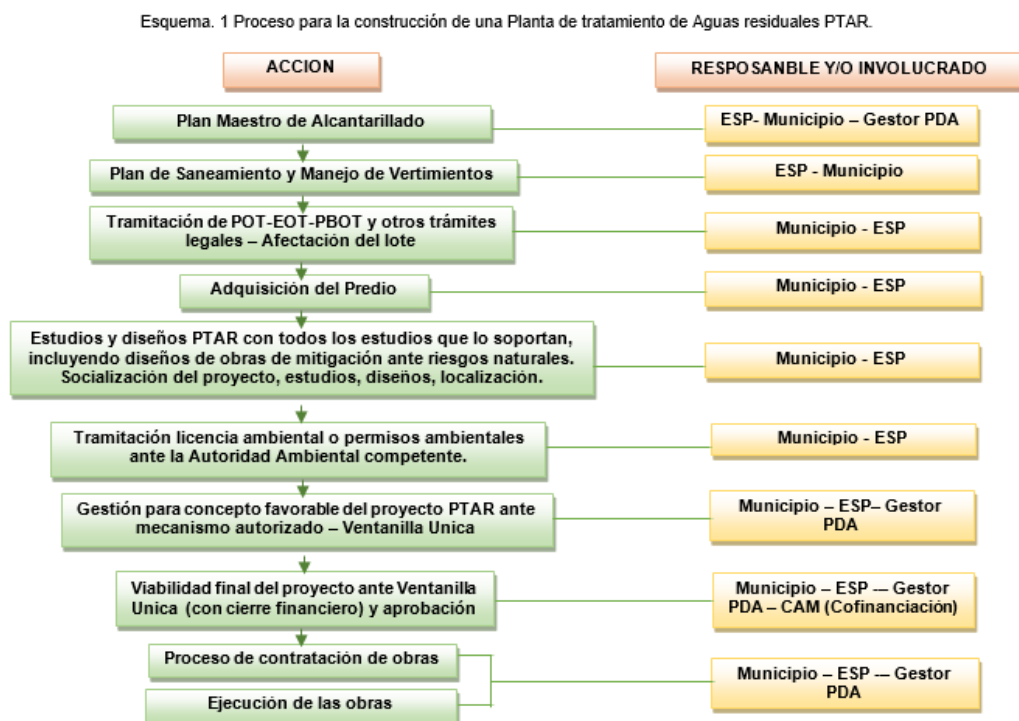 Esquema. 1 Proceso para la construcción de una Planta de tratamiento de Aguas residuales PTAR.
ACCION
RESPOSANBLE Y/O INVOLUCRADO
Plan Maestro de Alcantarillado
ESP- Municipio – Gestor PDA
Plan de Saneamiento y Manejo de Vertimientos
ESP - Municipio
Tramitación de POT-EOT-PBOT y otros trámites
legales – Afectación del lote
Municipio - ESP
Adquisición del Predio
Municipio - ESP
Estudios y diseños PTAR con todos los estudios que lo soportan,
incluyendo diseños de obras de mitigación ante riesgos naturales.
Socialización del proyecto, estudios, diseños, localización.
Municipio - ESP
Tramitación licencia ambiental o permisos ambientales
ante la Autoridad Ambiental competente.
Municipio - ESP
Gestión para concepto favorable del proyecto PTAR ante
mecanismo autorizado – Ventanilla Unica
Municipio – ESP– Gestor
PDA
Viabilidad final del proyecto ante Ventanilla
Unica (con cierre financiero) y aprobación
Municipio – ESP –- Gestor
PDA – CAM (Cofinanciación)
Proceso de contratación de obras
Ejecución de las obras
Municipio – ESP –- Gestor
PDA